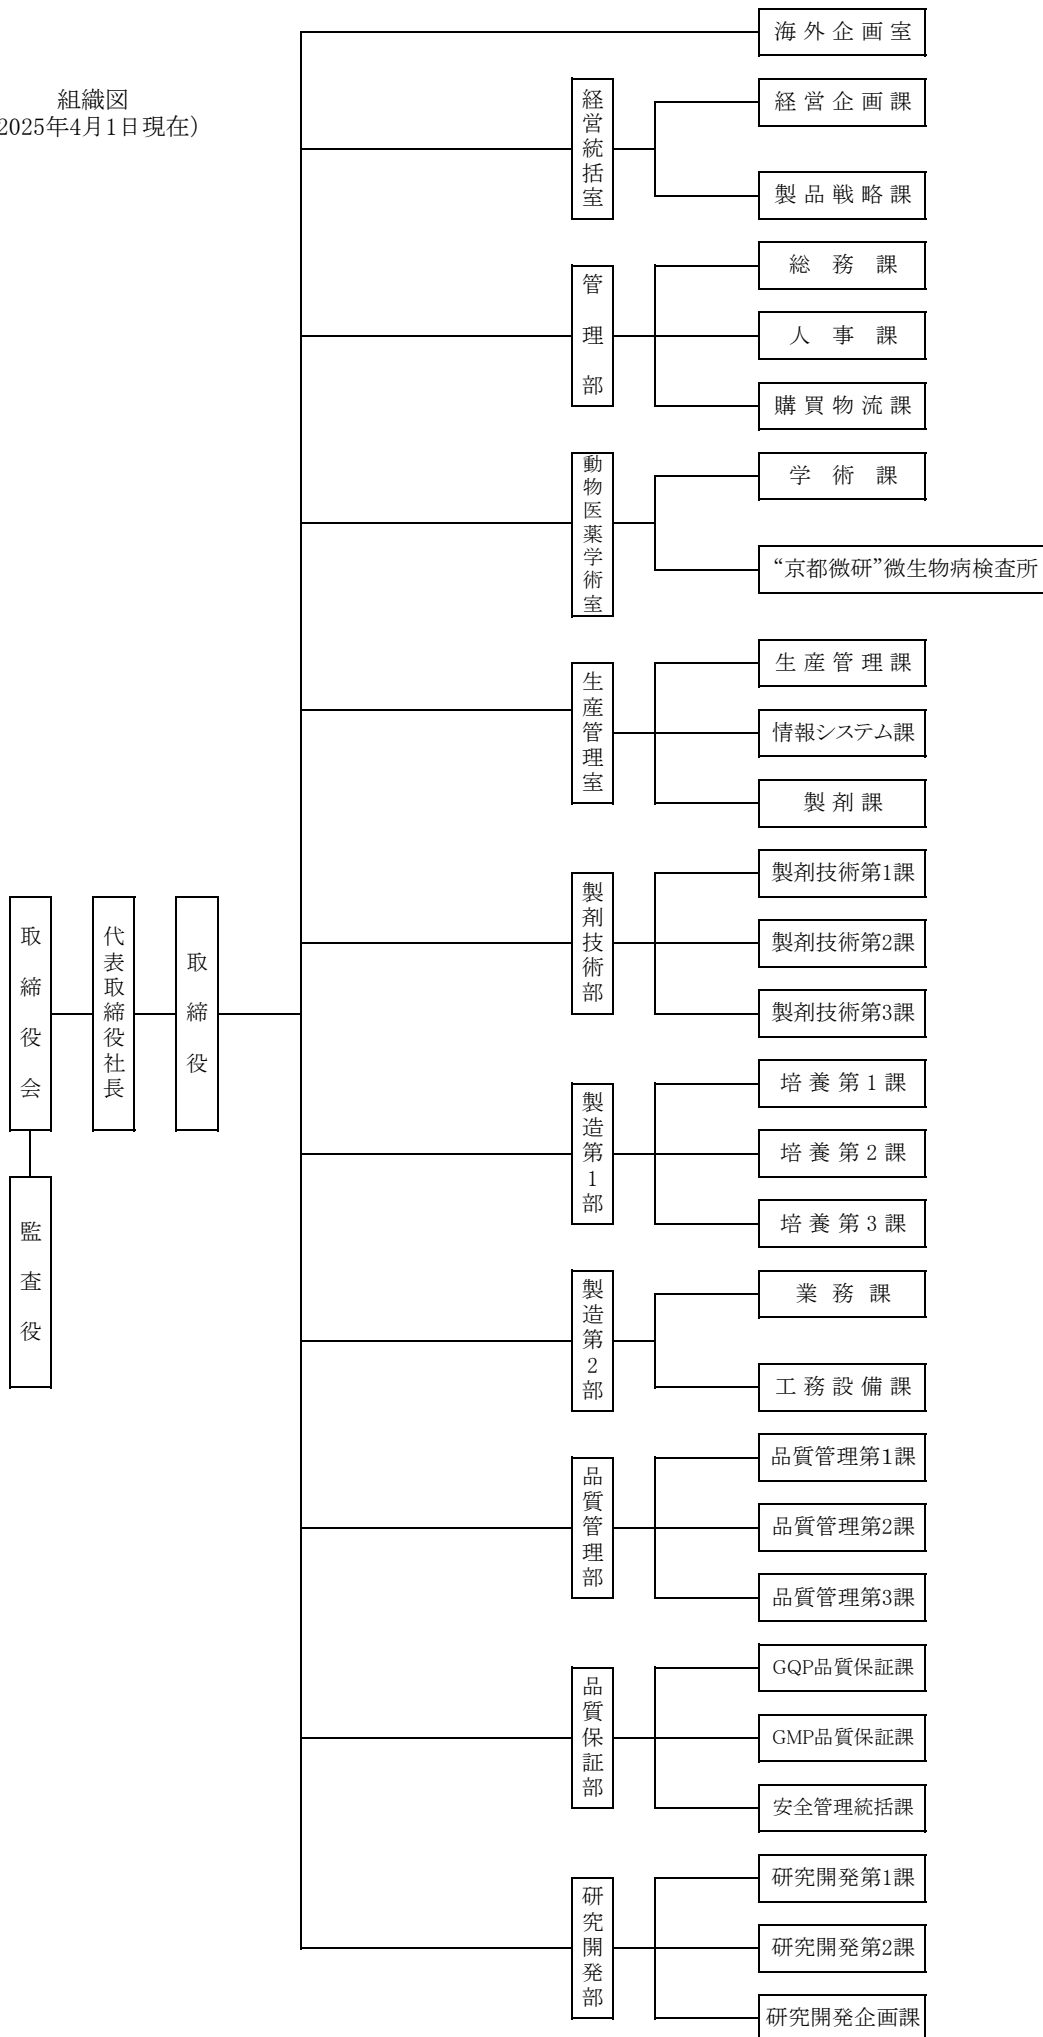 組織図
2025年4月1日現在）
海外企画室
経営統括室
経営企画課
製品戦略課
管理部
総務課
人事課
購買物流課
動物医薬学術室
学術課
“京都微研”微生物病検査所
生産管理室
生産管理課
情報システム課
製剤課
製剤技術部
製剤技術第1課
製剤技術第2課
製剤技術第3課
取締役会
代表取締役社長
取締役
監査役
製造第1部
培養第1課
培養第2課
培養第3課
製造第2部
業務課
工務設備課
品質管理部
品質管理第1課
品質管理第2課
品質管理第3課
品質保証部
GQP品質保証課
GMP品質保証課
安全管理統括課
研究開発部
研究開発第1課
研究開発第2課
研究開発企画課